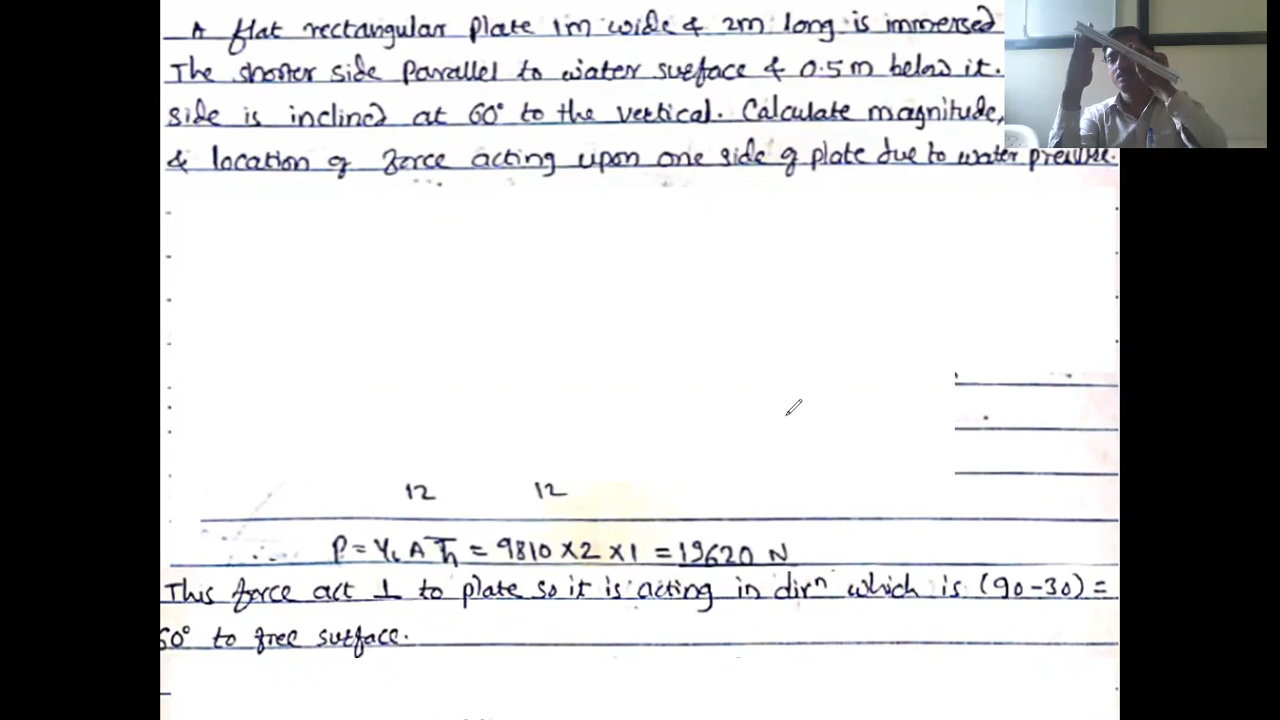 A flat rectangular plate 1m wide & 2m long is immersed
The shorter side parallel to water surface & 0.5m below it.
side is inclined at 60° to the vertical. Calculate magnitude,
& location of force acting upon one side of plate due to water pressure.
12 12
∴ P = γL A h̄ = 9810 × 2 × 1 = 19620 N
This force act ⊥ to plate so it is acting in dirⁿ which is (90-30) =
60° to free surface.